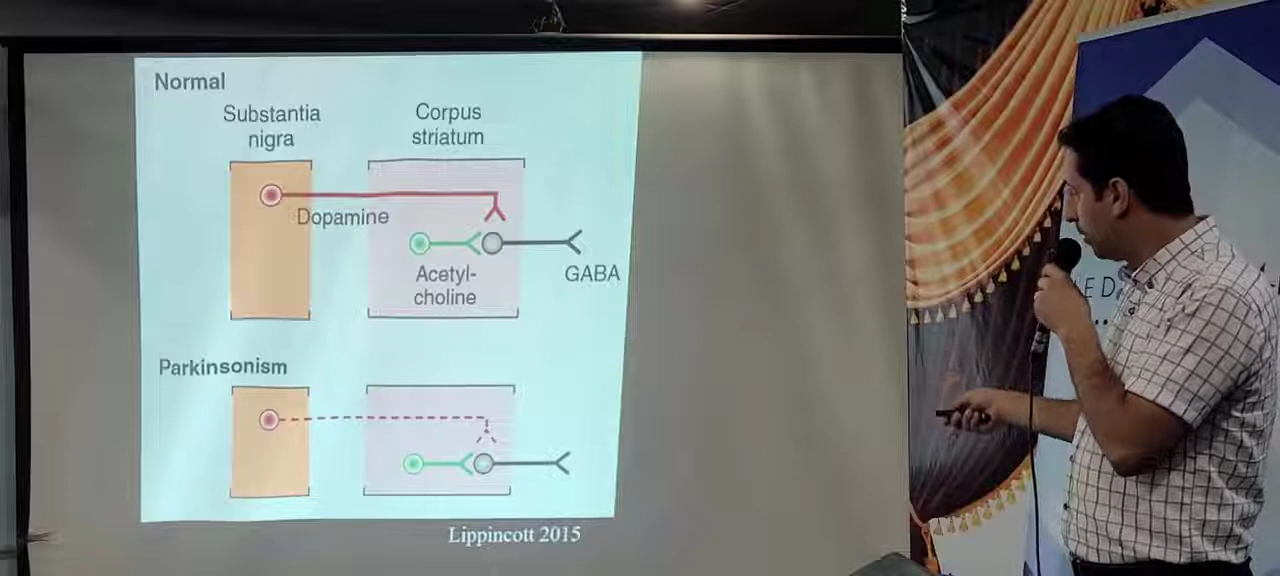 Normal
Substantia
nigra
Corpus
striatum
Dopamine
Acetyl-
choline
GABA
Parkinsonism
Lippincott 2015